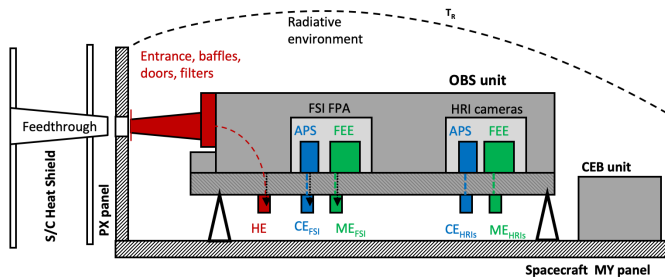 Radiative
environment
T_R
Entrance, baffles,
doors, filters
OBS unit
FSI FPA
HRI cameras
APS FEE
APS FEE
Feedthrough
S/C Heat Shield
PX panel
CEB unit
HE
CE_FSI
ME_FSI
CE_HRIs
ME_HRIs
Spacecraft MY panel